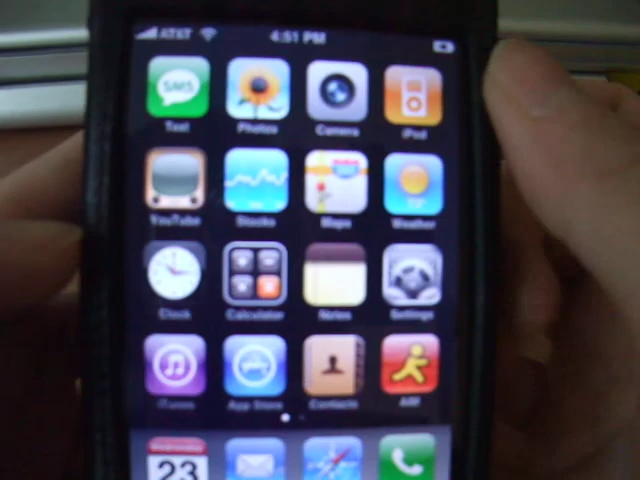 AT&T 4:51 PM
SMS
Text Photos Camera iPod
YouTube Stocks Maps Weather
Clock Calculator Notes Settings
iTunes App Store Contacts AIM
23